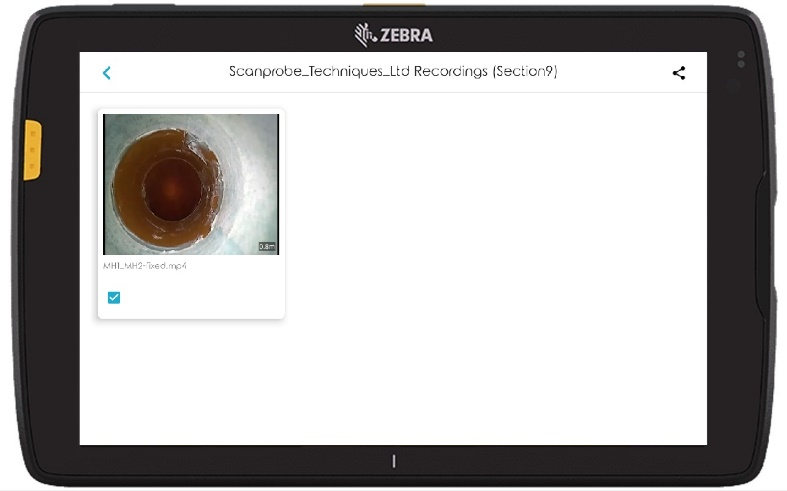 ZEBRA
Scanprobe_Techniques_Ltd Recordings (Section9)
0.8m
MH1_MH2-fixed.mp4